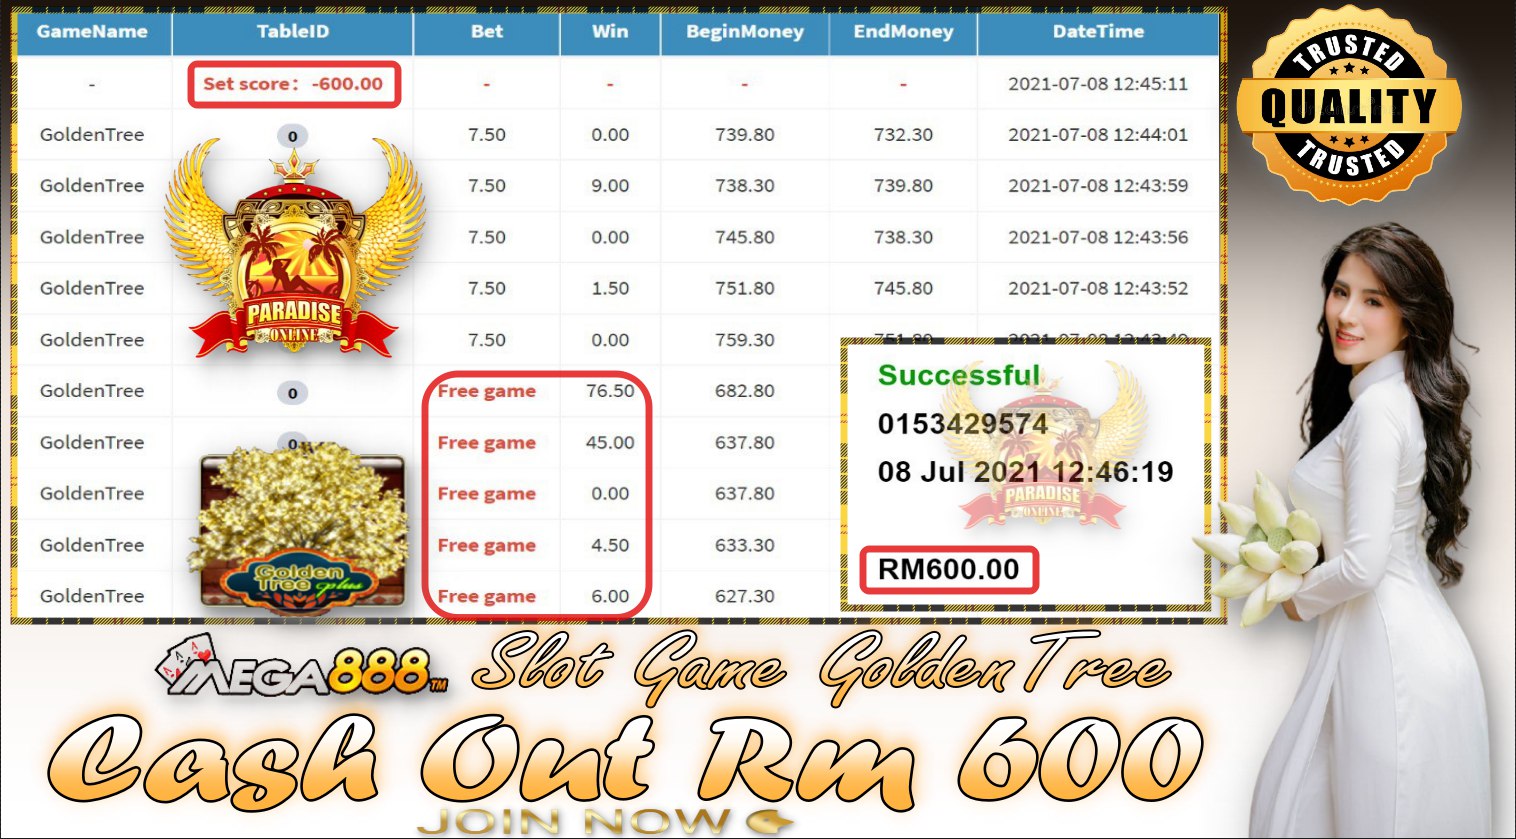 GameName TableID Bet Win BeginMoney EndMoney DateTime
- Set score: -600.00 - - - - 2021-07-08 12:45:11
GoldenTree 0 7.50 0.00 739.80 732.30 2021-07-08 12:44:01
GoldenTree 7.50 9.00 738.30 739.80 2021-07-08 12:43:59
GoldenTree 7.50 0.00 745.80 738.30 2021-07-08 12:43:56
GoldenTree 7.50 1.50 751.80 745.80 2021-07-08 12:43:52
GoldenTree 7.50 0.00 759.30 751.80
GoldenTree 0 Free game 76.50 682.80
GoldenTree 0 Free game 45.00 637.80
GoldenTree Free game 0.00 637.80
GoldenTree Free game 4.50 633.30
GoldenTree Free game 6.00 627.30
PARADISE
ONLINE
Golden
Tree plus
Successful
0153429574
08 Jul 2021 12:46:19
PARADISE
ONLINE
RM600.00
TRUSTED
QUALITY
TRUSTED
MEGA888 TM Slot Game GoldenTree
Cash Out Rm 600
JOIN NOW